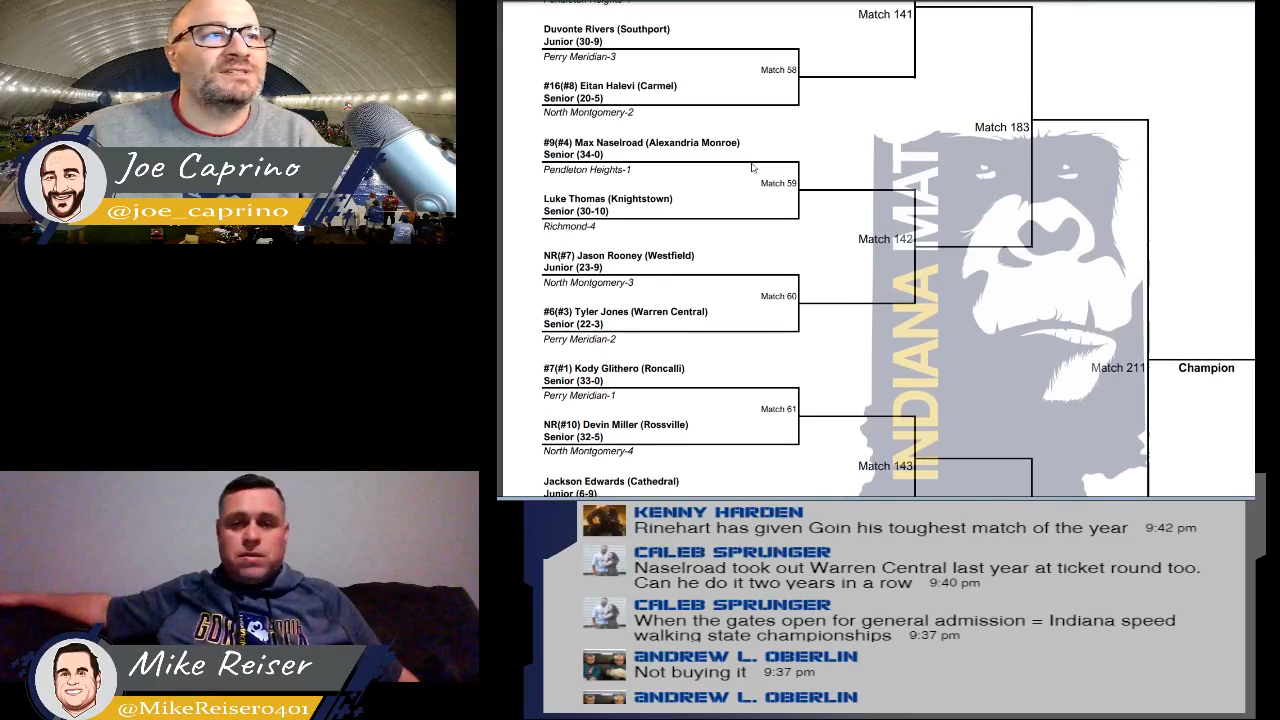 Joe Caprino
@joe_caprino
Duvonte Rivers (Southport)
Junior (30-9)
Perry Meridian-3
Match 58
#16(#8) Eitan Halevi (Carmel)
Senior (20-5)
North Montgomery-2
#9(#4) Max Naselroad (Alexandria Monroe)
Senior (34-0)
Pendleton Heights-1
Match 59
Luke Thomas (Knightstown)
Senior (30-10)
Richmond-4
NR(#7) Jason Rooney (Westfield)
Junior (23-9)
North Montgomery-3
Match 60
#6(#3) Tyler Jones (Warren Central)
Senior (22-3)
Perry Meridian-2
#7(#1) Kody Glithero (Roncalli)
Senior (33-0)
Perry Meridian-1
Match 61
NR(#10) Devin Miller (Rossville)
Senior (32-5)
North Montgomery-4
Jackson Edwards (Cathedral)
Junior (6-9)
Match 141
Match 142
Match 143
Match 183
Match 211
Champion
INDIANA MAT
Mike Reiser
@MikeReiser0401
KENNY HARDEN
Rinehart has given Goin his toughest match of the year 9:42 pm
CALEB SPRUNGER
Naselroad took out Warren Central last year at ticket round too.
Can he do it two years in a row 9:40 pm
CALEB SPRUNGER
When the gates open for general admission = Indiana speed
walking state championships 9:37 pm
ANDREW L. OBERLIN
Not buying it 9:37 pm
ANDREW L. OBERLIN